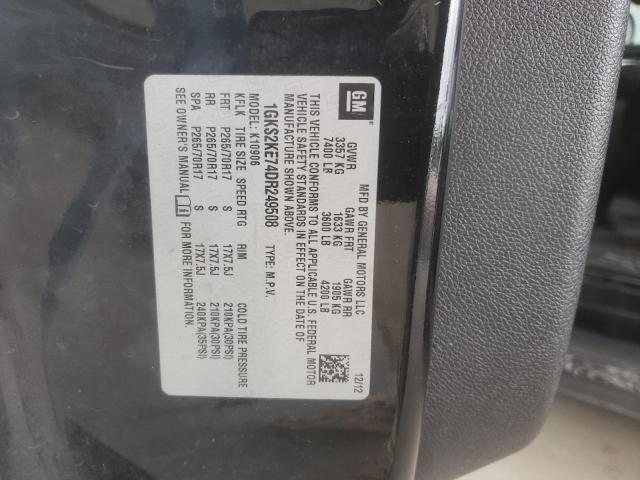 GM
MFD BY GENERAL MOTORS LLC 12/12
GVWR GAWR FRT GAWR RR
3357 KG 1633 KG 1905 KG
7400 LB 3600 LB 4200 LB
THIS VEHICLE CONFORMS TO ALL APPLICABLE U.S. FEDERAL MOTOR
VEHICLE SAFETY STANDARDS IN EFFECT ON THE DATE OF
MANUFACTURE SHOWN ABOVE.
1GKS2KE74DR249508 TYPE: M.P.V.
MODEL: K10906
KFLK TIRE SIZE SPEED RTG RIM COLD TIRE PRESSURE
FRT P265/70R17 S 17X7.5J 210KPA(30PSI)
RR P265/70R17 S 17X7.5J 210KPA(30PSI)
SPA P265/70R17 S 17X7.5J 240KPA(35PSI)
SEE OWNER'S MANUAL FOR MORE INFORMATION.